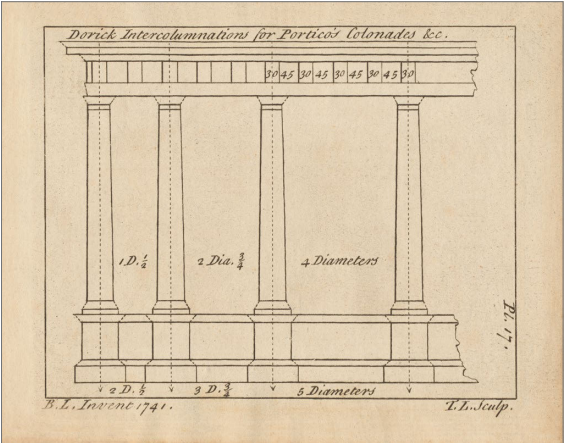 Dorick Intercolumnations for Portico's Colonades &c.
30 45 30 45 30 45 30 45 30
1 D. 1/2 2 Dia. 3/4 4 Diameters
Pl. 17.
2 D. 1/2 3 D. 3/4 5 Diameters
B. L. Invent 1741. T. L. Sculp.